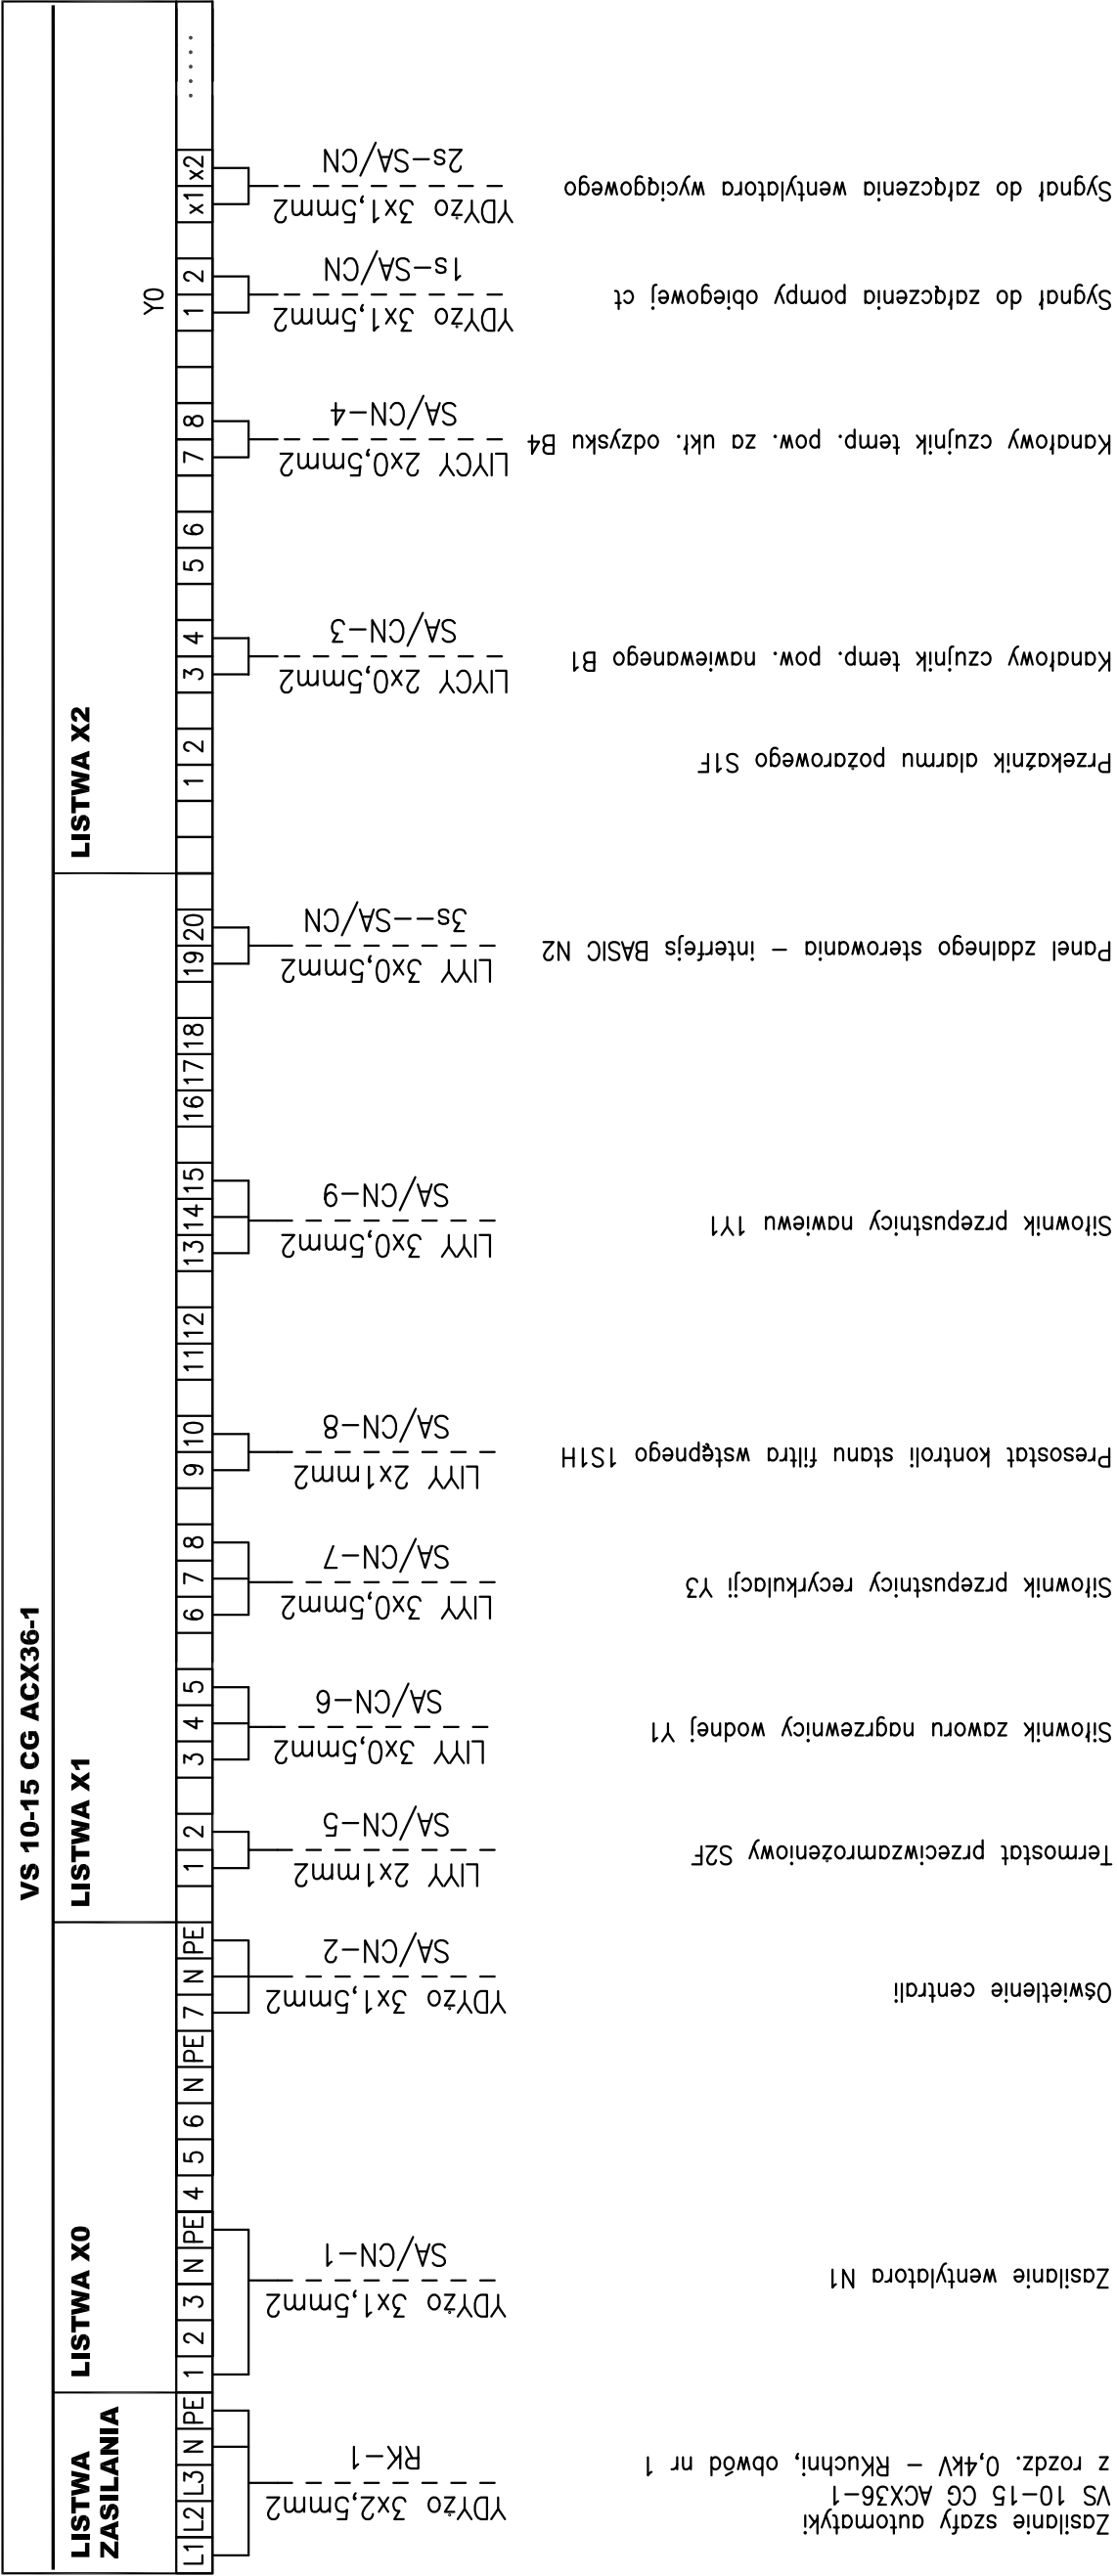 VS 10-15 CG ACX36-1
LISTWA
ZASILANIA
LISTWA X0
LISTWA X1
LISTWA X2
Y0
L1 L2 L3 N PE
1 2 3 N PE 4 5 6 N PE 7 N PE
1 2 3 4 5 6 7 8 9 10 11 12 13 14 15 16 17 18 19 20
1 2 3 4 5 6 7 8 1 2 x1 x2 ......
YDYżo 3x2,5mm2
RK-1
Zasilanie szafy automatyki
VS 10-15 CG ACX36-1
z rozdz. 0,4kV - RKuchni, obwód nr 1
YDYżo 3x1,5mm2
SA/CN-1
Zasilanie wentylatora N1
YDYżo 3x1,5mm2
SA/CN-2
Oświetlenie centrali
LIYY 2x1mm2
SA/CN-5
Termostat przeciwzamrożeniowy S2F
LIYY 3x0,5mm2
SA/CN-6
Siłownik zaworu nagrzewnicy wodnej Y1
LIYY 3x0,5mm2
SA/CN-7
Siłownik przepustnicy recyrkulacji Y3
LIYY 2x1mm2
SA/CN-8
Presostat kontroli stanu filtra wstępnego 1S1H
LIYY 3x0,5mm2
SA/CN-9
Siłownik przepustnicy nawiewu 1Y1
LIYY 3x0,5mm2
3s--SA/CN
Panel zdalnego sterowania - interfejs BASIC N2
Przekaźnik alarmu pożarowego S1F
LIYCY 2x0,5mm2
SA/CN-3
Kanałowy czujnik temp. pow. nawiewanego B1
LIYCY 2x0,5mm2
SA/CN-4
Kanałowy czujnik temp. pow. za ukł. odzysku B4
YDYżo 3x1,5mm2
1s-SA/CN
Sygnał do załączenia pompy obiegowej ct
YDYżo 3x1,5mm2
2s-SA/CN
Sygnał do załączenia wentylatora wyciągowego